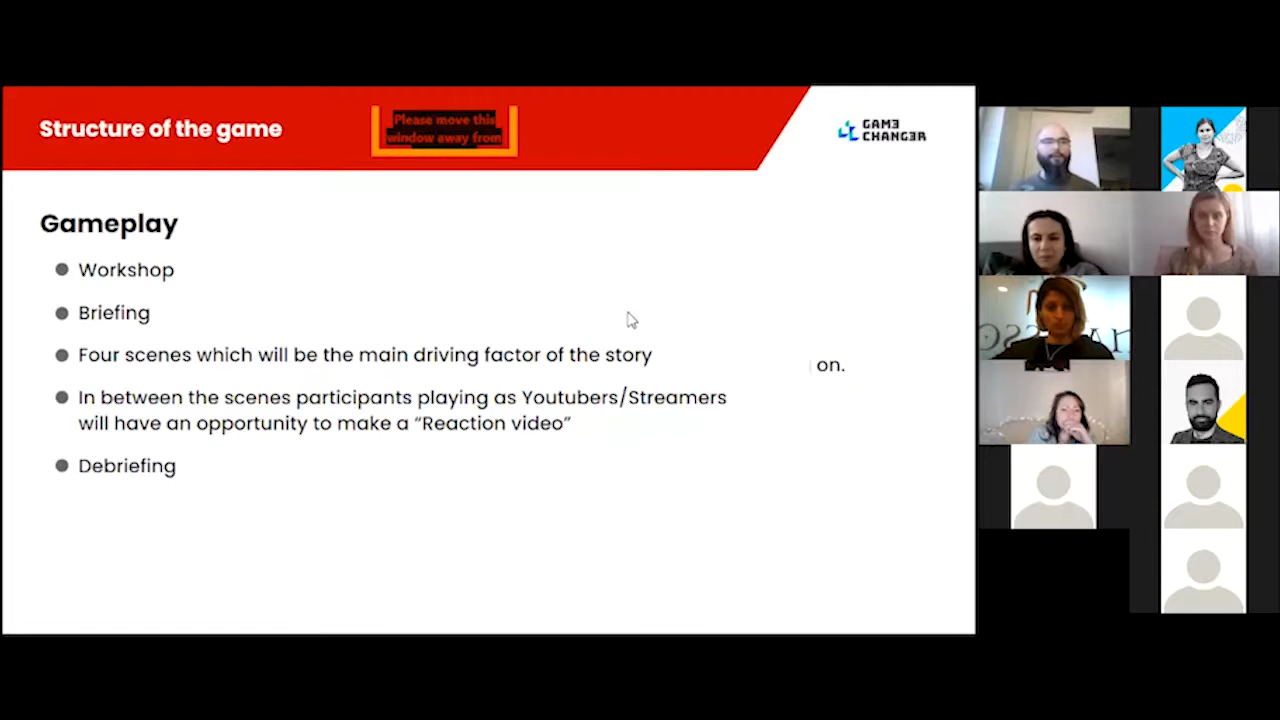 Structure of the game
Please move this
window away from
GAM3
CHANG3R
Gameplay
Workshop
Briefing
Four scenes which will be the main driving factor of the story
on.
In between the scenes participants playing as Youtubers/Streamers
will have an opportunity to make a “Reaction video”
Debriefing